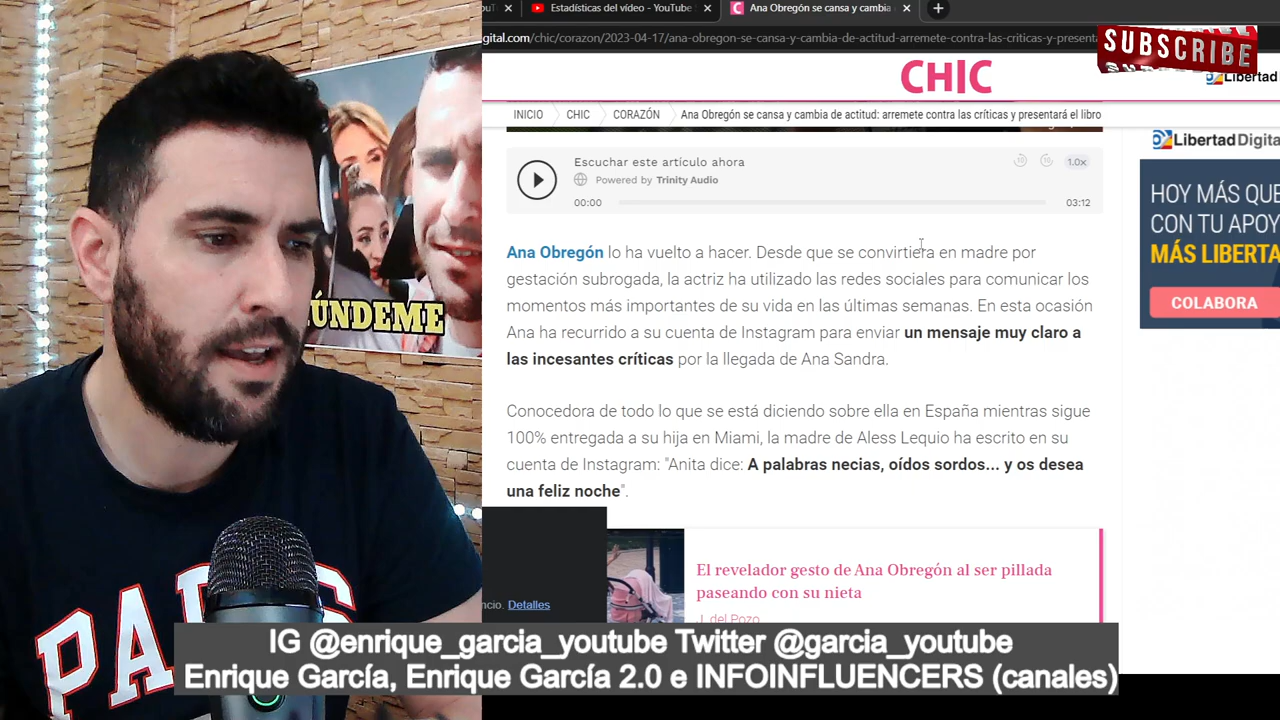 Estadísticas del vídeo - YouTube
Ana Obregón se cansa y cambia
gital.com/chic/corazon/2023-04-17/ana-obregon-se-cansa-y-cambia-de-actitud-arremete-contra-las-criticas-y-present
SUBSCRIBE
CHIC
Libertad
INICIO CHIC CORAZÓN Ana Obregón se cansa y cambia de actitud: arremete contra las críticas y presentará el libro
Libertad Digital
Escuchar este artículo ahora
10 10 1.0x
Powered by Trinity Audio
00:00 03:12
HOY MÁS QUE
CON TU APOY
MÁS LIBERTA
COLABORA
ÚNDEME
Ana Obregón lo ha vuelto a hacer. Desde que se convirtiera en madre por
gestación subrogada, la actriz ha utilizado las redes sociales para comunicar los
momentos más importantes de su vida en las últimas semanas. En esta ocasión
Ana ha recurrido a su cuenta de Instagram para enviar un mensaje muy claro a
las incesantes críticas por la llegada de Ana Sandra.
Conocedora de todo lo que se está diciendo sobre ella en España mientras sigue
100% entregada a su hija en Miami, la madre de Aless Lequio ha escrito en su
cuenta de Instagram: "Anita dice: A palabras necias, oídos sordos... y os desea
una feliz noche".
El revelador gesto de Ana Obregón al ser pillada
paseando con su nieta
J. del Pozo
ncio. Detalles
PARIS
IG @enrique_garcia_youtube Twitter @garcia_youtube
Enrique García, Enrique García 2.0 e INFOINFLUENCERS (canales)